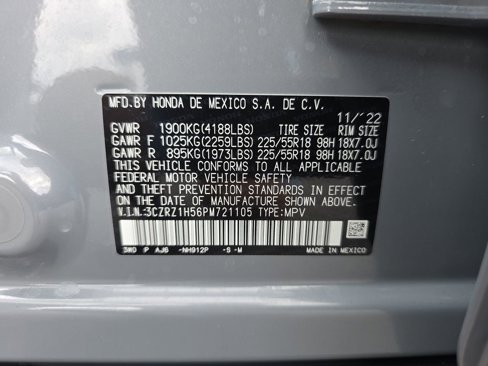 MFD. BY HONDA DE MEXICO S.A. DE C.V.
11/'22
GVWR 1900KG(4188LBS) TIRE SIZE RIM SIZE
GAWR F 1025KG(2259LBS) 225/55R18 98H 18X7.0J
GAWR R 895KG(1973LBS) 225/55R18 98H 18X7.0J
THIS VEHICLE CONFORMS TO ALL APPLICABLE
FEDERAL MOTOR VEHICLE SAFETY AND
THEFT PREVENTION STANDARDS IN EFFECT ON
THE DATE OF MANUFACTURE SHOWN ABOVE.
V.I.N.:3CZRZ1H56PM721105 TYPE:MPV
3W0 P AJ6 -NH912P -S -M
MADE IN MEXICO